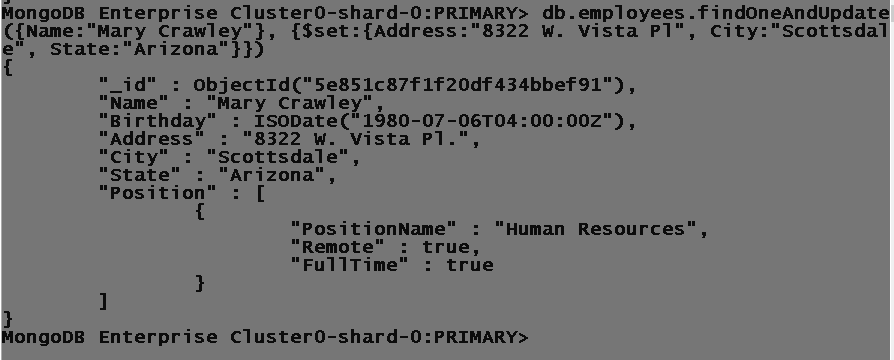 MongoDB Enterprise Cluster0-shard-0:PRIMARY> db.employees.findOneAndUpdate
({Name:"Mary Crawley"}, {$set:{Address:"8322 W. Vista Pl", City:"Scottsdal
e", State:"Arizona"}})
{
        "_id" : ObjectId("5e851c87f1f20df434bbef91"),
        "Name" : "Mary Crawley",
        "Birthday" : ISODate("1980-07-06T04:00:00Z"),
        "Address" : "8322 W. Vista Pl.",
        "City" : "Scottsdale",
        "State" : "Arizona",
        "Position" : [
                {
                        "PositionName" : "Human Resources",
                        "Remote" : true,
                        "FullTime" : true
                }
        ]
}
MongoDB Enterprise Cluster0-shard-0:PRIMARY>